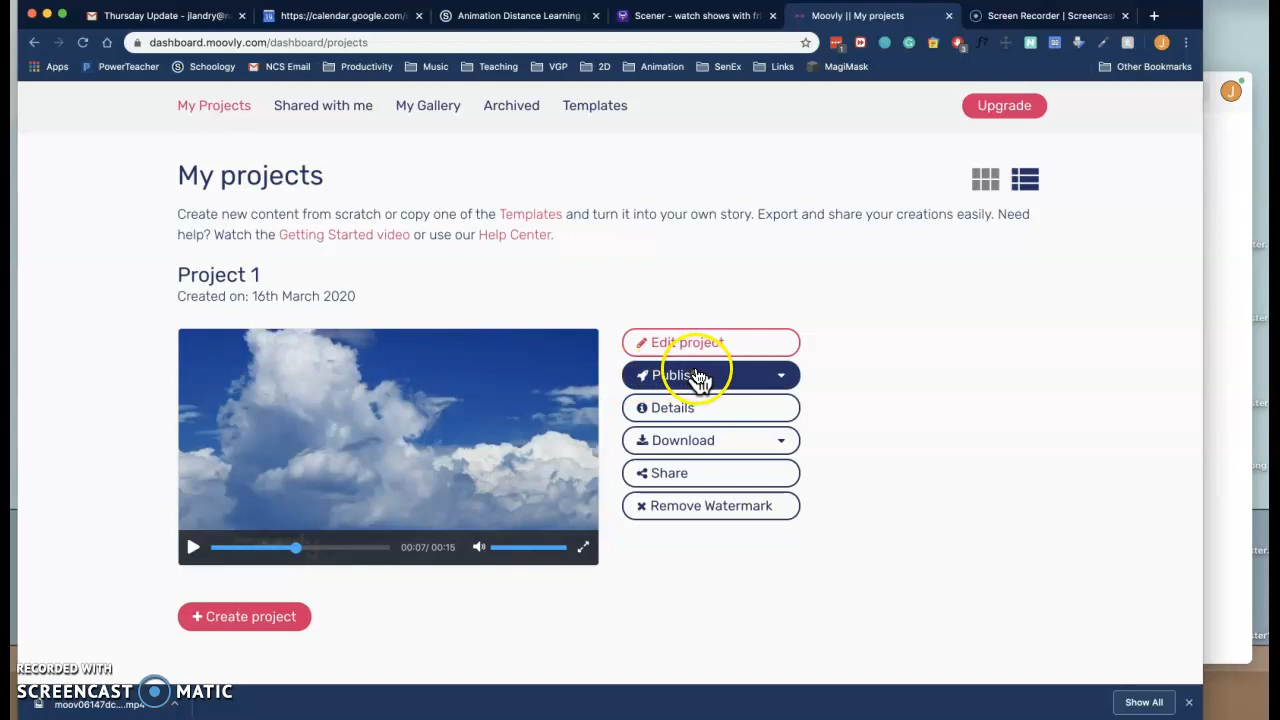 Thursday Update - jlandry@n
https://calendar.google.com/
Animation Distance Learning
Scener - watch shows with fri
Moovly || My projects
Screen Recorder | Screencas
dashboard.moovly.com/dashboard/projects
Apps
PowerTeacher
Schoology
NCS Email
Productivity
Music
Teaching
VGP
2D
Animation
SenEx
Links
MagiMask
Other Bookmarks
My Projects
Shared with me
My Gallery
Archived
Templates
Upgrade
J
My projects
Create new content from scratch or copy one of the Templates and turn it into your own story. Export and share your creations easily. Need
help? Watch the Getting Started video or use our Help Center.
Project 1
Created on: 16th March 2020
Edit project
Publis
Details
Download
Share
Remove Watermark
00:07/ 00:15
+ Create project
RECORDED WITH
SCREENCAST MATIC
moov06147dc....mp4
Show All